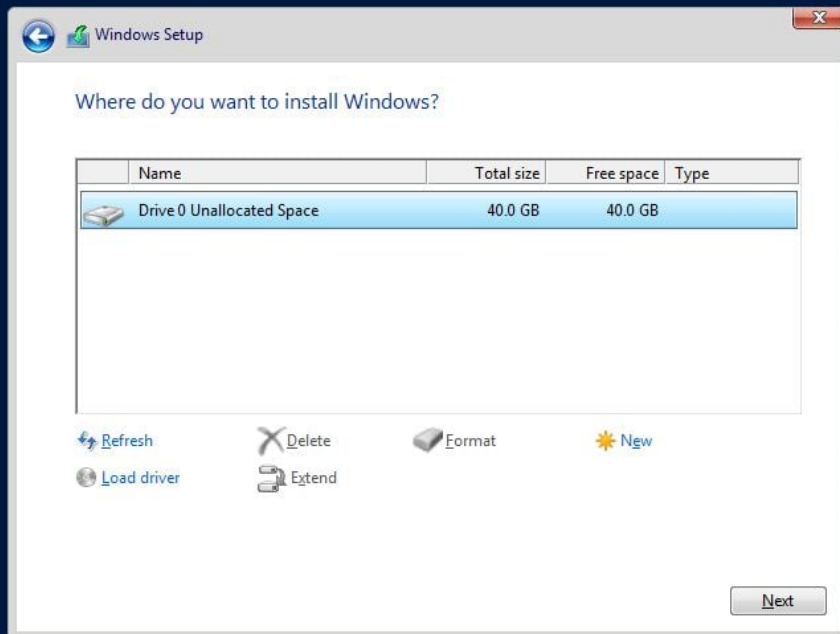 Windows Setup
Where do you want to install Windows?
Name Total size Free space Type
Drive 0 Unallocated Space 40.0 GB 40.0 GB
Refresh Delete Format New
Load driver Extend
Next